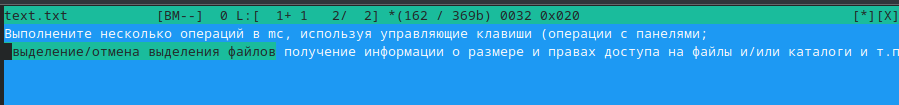 text.txt [BM--] 0 L:[ 1+ 1 2/ 2] *(162 / 369b) 0032 0x020 [*][X]
Выполните несколько операций в mc, используя управляющие клавиши (операции с панелями;
выделение/отмена выделения файлов получение информации о размере и правах доступа на файлы и/или каталоги и т.п